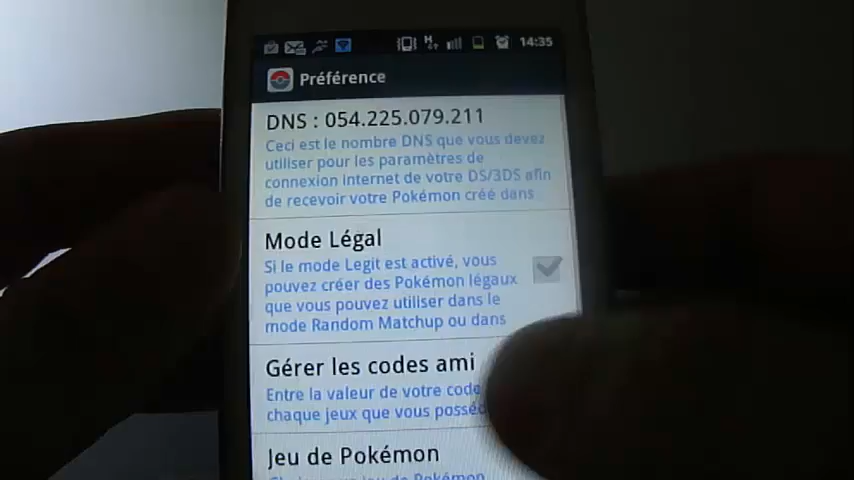 14:35
Préférence
DNS : 054.225.079.211
Ceci est le nombre DNS que vous devez
utiliser pour les paramètres de
connexion internet de votre DS/3DS afin
de recevoir votre Pokémon créé dans
Mode Légal
Si le mode Legit est activé, vous
pouvez créer des Pokémon légaux
que vous pouvez utiliser dans le
mode Random Matchup ou dans
Gérer les codes ami
Entre la valeur de votre code
chaque jeux que vous
Jeu de Pokémon